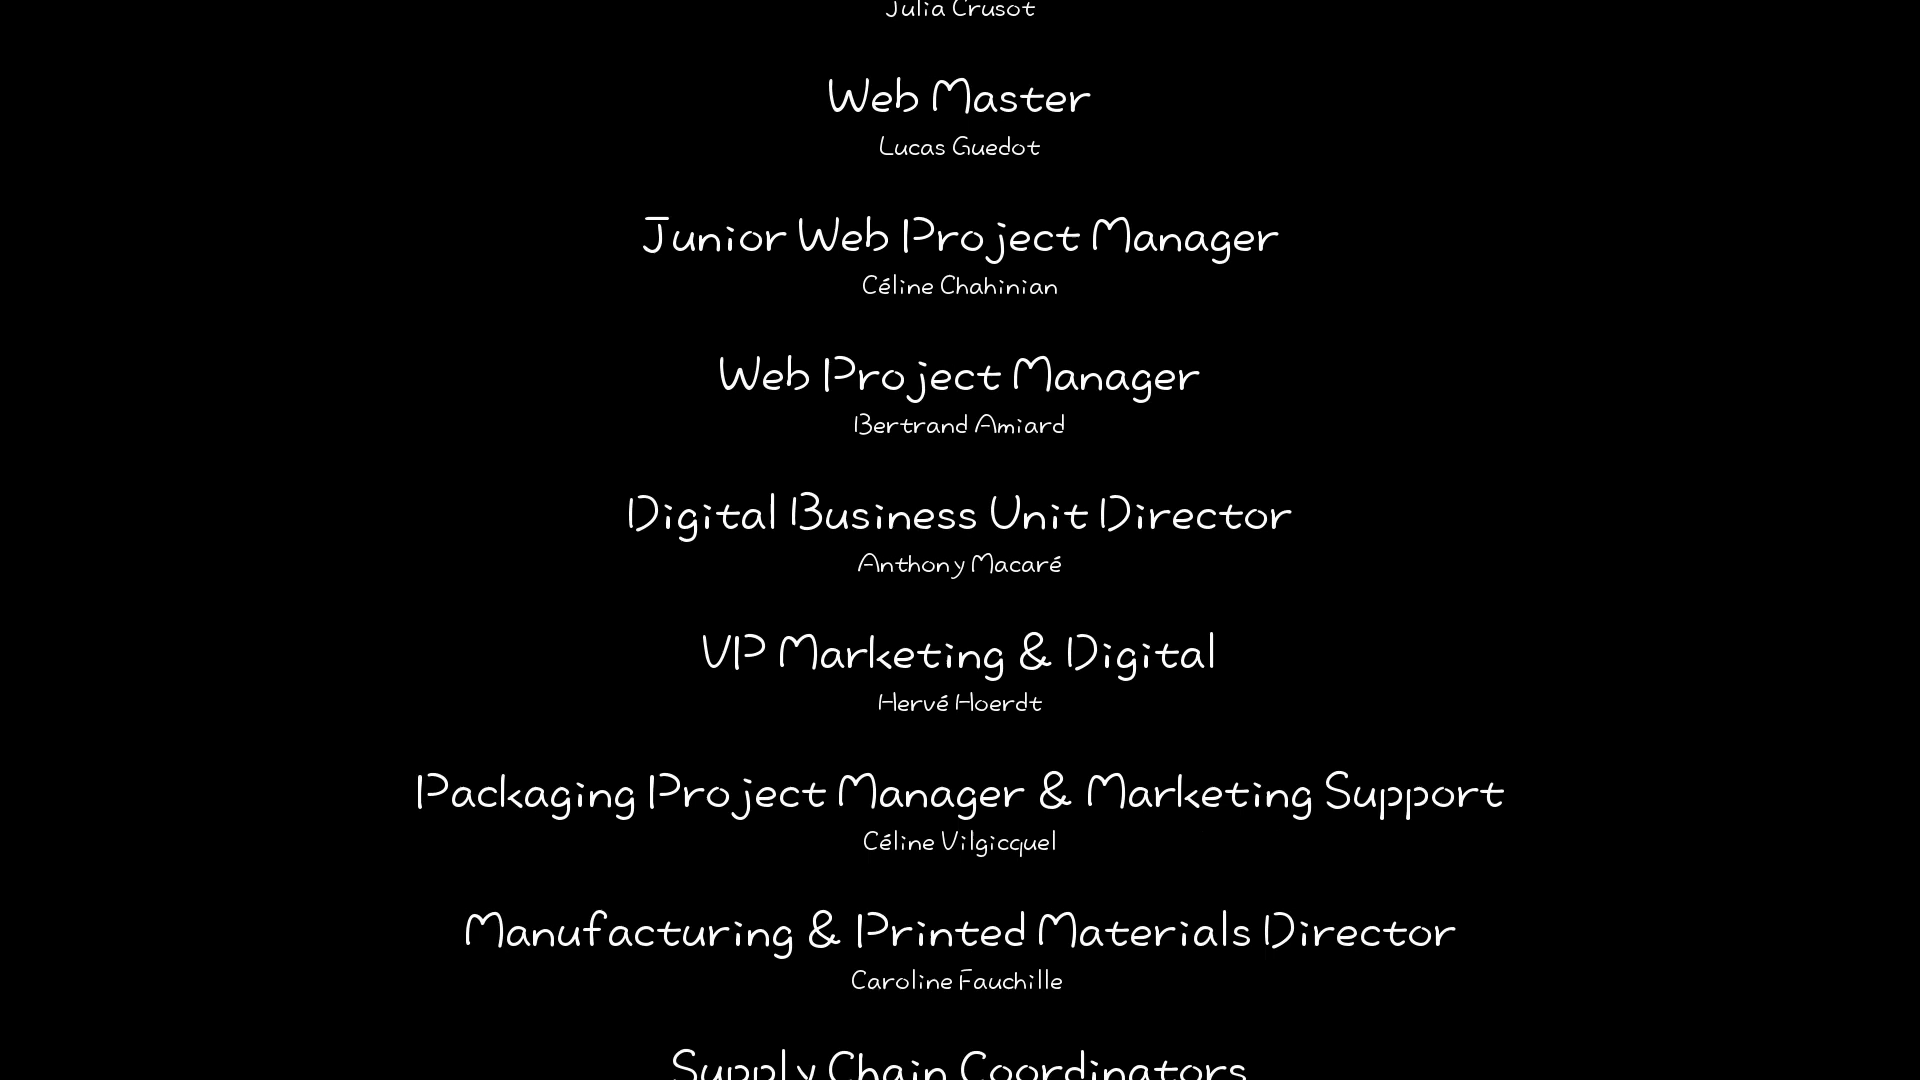 Julia Crusot
Web Master
Lucas Guedot
Junior Web Project Manager
Céline Chahinian
Web Project Manager
Bertrand Amiard
Digital Business Unit Director
Anthony Macaré
VP Marketing & Digital
Hervé Hoerdt
Packaging Project Manager & Marketing Support
Céline Vilgicquel
Manufacturing & Printed Materials Director
Caroline Fauchille
Supply Chain Coordinators